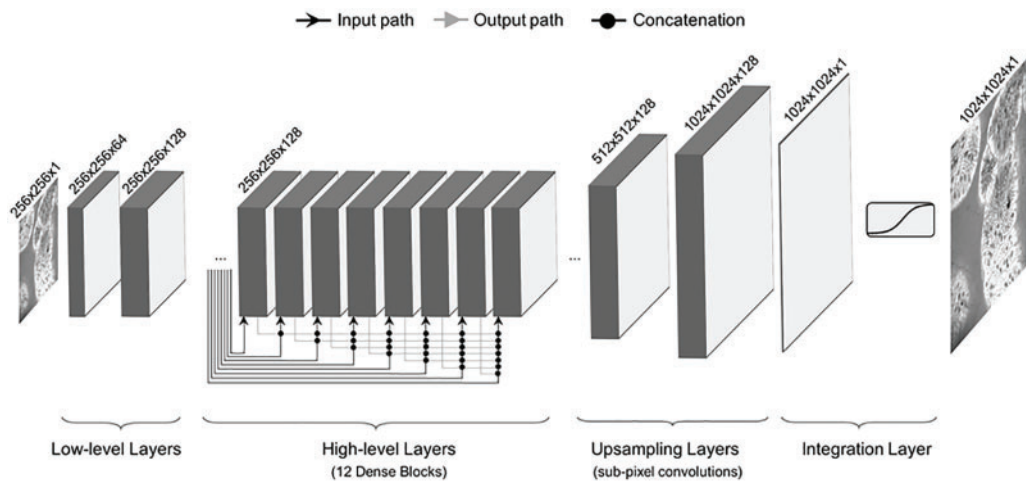 Input path Output path Concatenation
256x256x1
256x256x64
256x256x128
256x256x128
512x512x128
1024x1024x128
1024x1024x1
1024x1024x1
...
...
Low-level Layers
High-level Layers
(12 Dense Blocks)
Upsampling Layers
(sub-pixel convolutions)
Integration Layer